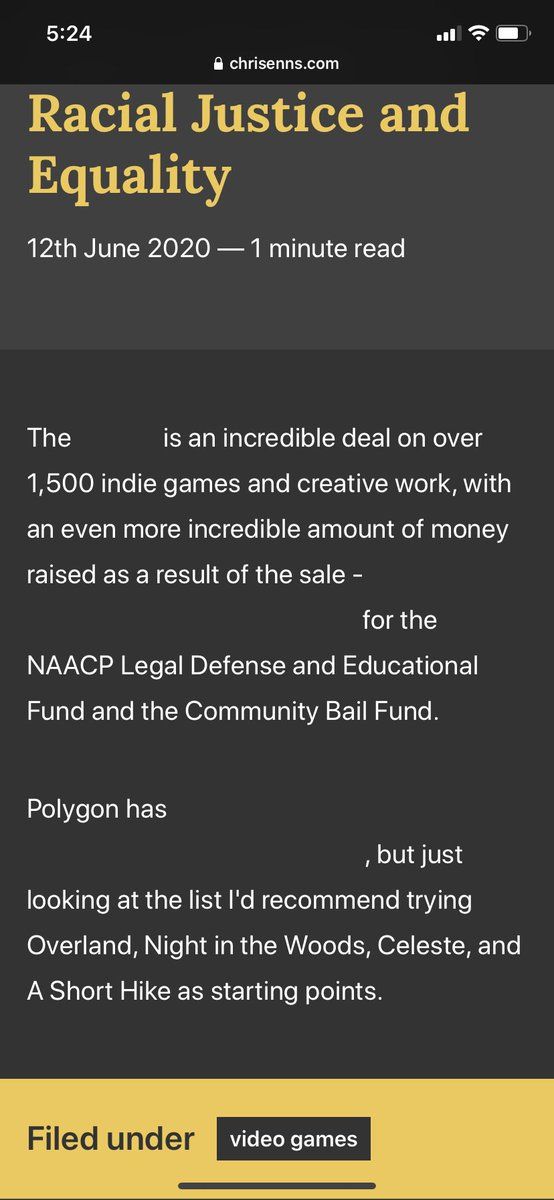 5:24
chrisenns.com
Racial Justice and
Equality
12th June 2020 — 1 minute read
The is an incredible deal on over
1,500 indie games and creative work, with
an even more incredible amount of money
raised as a result of the sale -
for the
NAACP Legal Defense and Educational
Fund and the Community Bail Fund.
Polygon has
, but just
looking at the list I'd recommend trying
Overland, Night in the Woods, Celeste, and
A Short Hike as starting points.
Filed under video games